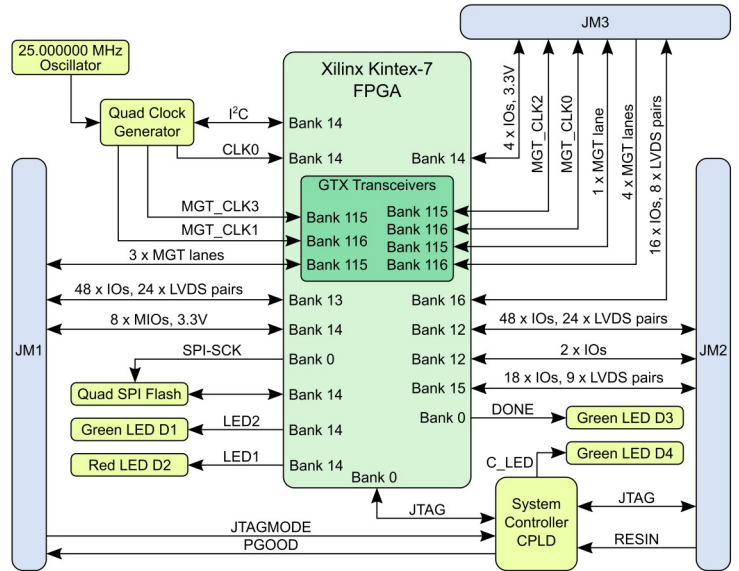 25.000000 MHz
Oscillator
JM3
Xilinx Kintex-7
FPGA
Quad Clock
Generator
I²C
Bank 14
CLK0
Bank 14
Bank 14
4 x IOs, 3.3V
MGT_CLK2
MGT_CLK0
1 x MGT lane
4 x MGT lanes
16 x IOs, 8 x LVDS pairs
GTX Transceivers
MGT_CLK3
Bank 115
Bank 115
MGT_CLK1
Bank 116
Bank 116
Bank 115
3 x MGT lanes
Bank 115
Bank 116
48 x IOs, 24 x LVDS pairs
Bank 13
Bank 16
8 x MIOs, 3.3V
Bank 14
Bank 12
48 x IOs, 24 x LVDS pairs
JM1
SPI-SCK
Bank 0
Bank 12
2 x IOs
JM2
Quad SPI Flash
Bank 14
Bank 15
18 x IOs, 9 x LVDS pairs
Green LED D1
LED2
Bank 14
Bank 0
DONE
Green LED D3
Red LED D2
LED1
Bank 14
C_LED
Green LED D4
Bank 0
JTAG
System
Controller
CPLD
JTAG
JTAGMODE
PGOOD
RESIN